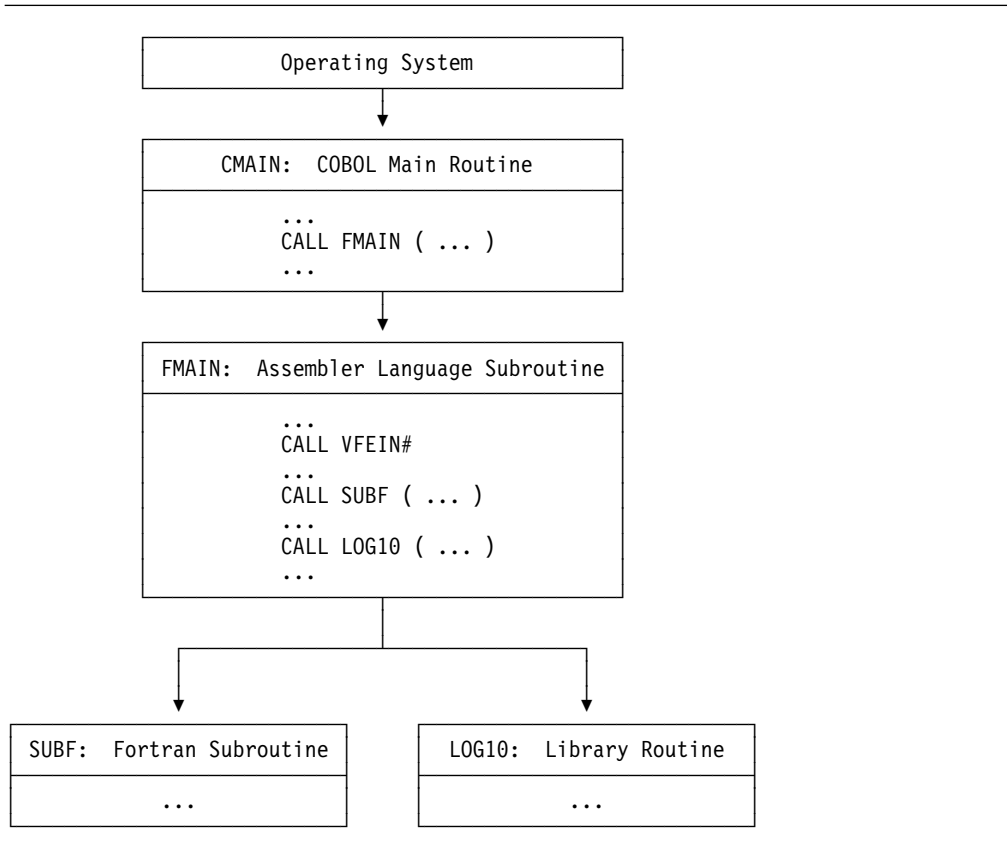 Operating System
CMAIN: COBOL Main Routine
...
CALL FMAIN ( ... )
...
FMAIN: Assembler Language Subroutine
...
CALL VFEIN#
...
CALL SUBF ( ... )
...
CALL LOG10 ( ... )
...
SUBF: Fortran Subroutine
...
LOG10: Library Routine
...